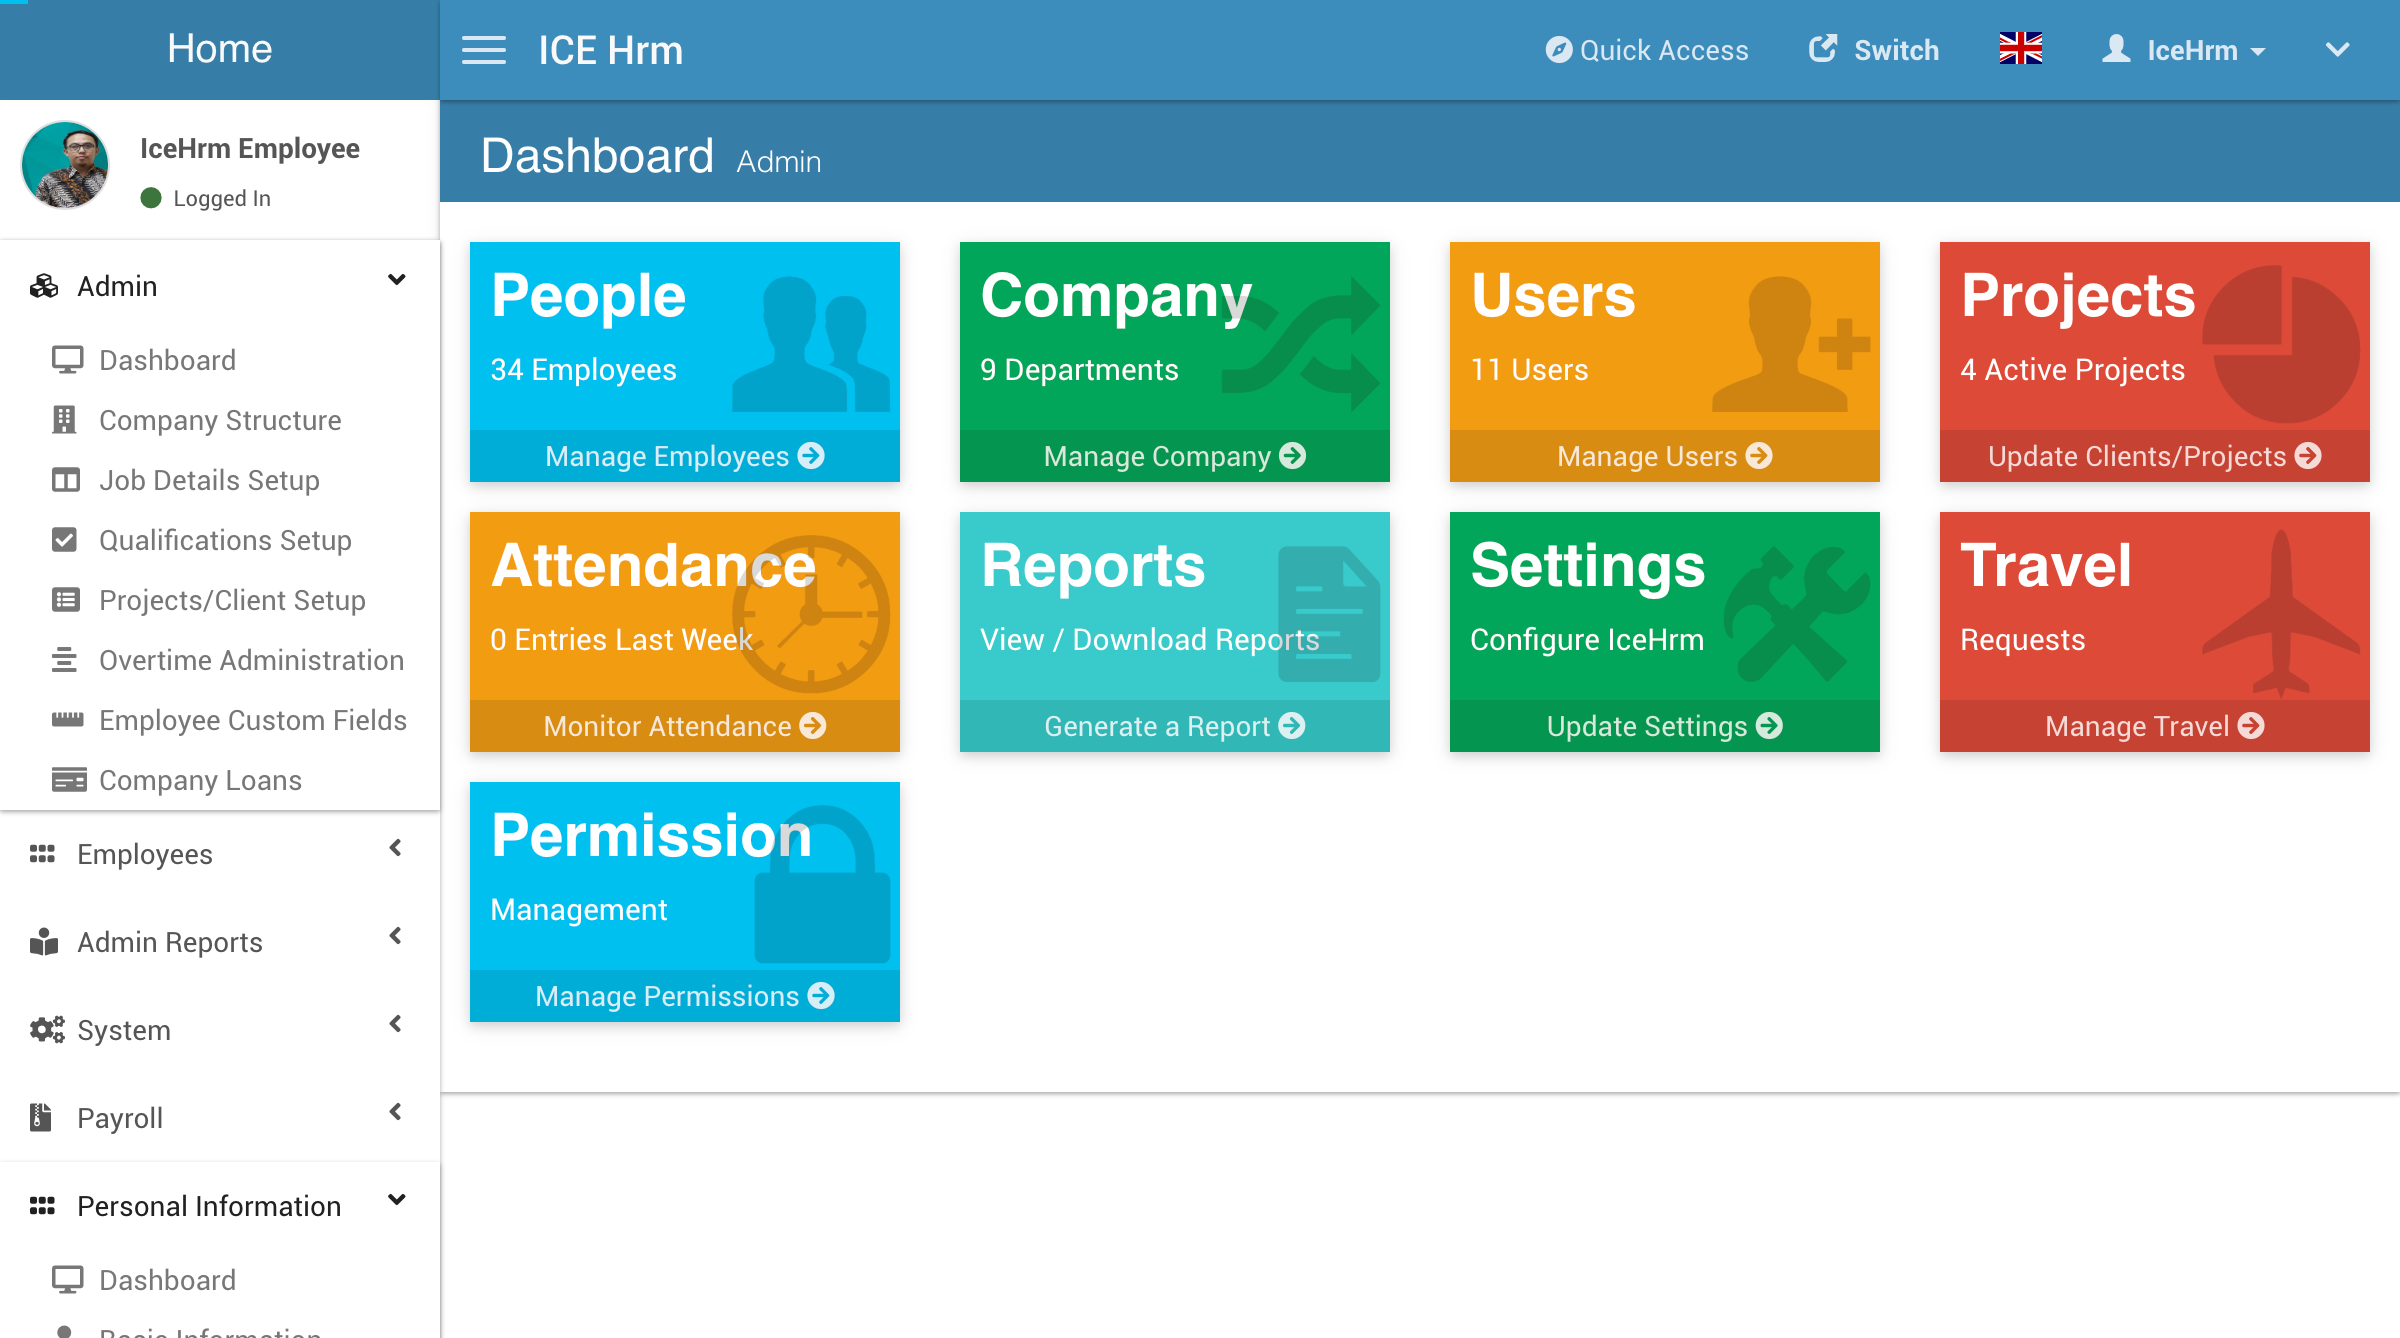 Home
ICE Hrm
Quick Access
Switch
IceHrm
IceHrm Employee
Logged In
Admin
Dashboard
Company Structure
Job Details Setup
Qualifications Setup
Projects/Client Setup
Overtime Administration
Employee Custom Fields
Company Loans
Employees
Admin Reports
System
Payroll
Personal Information
Dashboard
Basic Information
Dashboard Admin
People
34 Employees
Manage Employees
Company
9 Departments
Manage Company
Users
11 Users
Manage Users
Projects
4 Active Projects
Update Clients/Projects
Attendance
0 Entries Last Week
Monitor Attendance
Reports
View / Download Reports
Generate a Report
Settings
Configure IceHrm
Update Settings
Travel
Requests
Manage Travel
Permission
Management
Manage Permissions